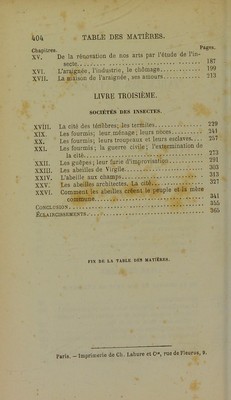 404 TABLE DES MATIÈRES.
Chapitres. Pages.
XV. De la rénovation de nos arts par l'étude de l'in-
secte........ 187
XVI. L'araignée; l'industrie, le chômage........ 199
XVII. La maison de l'araignée, ses amours........ 213
LIVRE TROISIÈME.
SOCIÉTÉS DES INSECTES.
XVIII. La cité des ténèbres; les termites........ 229
XIX. Les fourmis; leur ménage; leurs noces........ 241
XX. Les fourmis; leurs troupeaux et leurs esclaves... 257
XXI. Les fourmis; la guerre civile; l'extermination de
la cité........ 273
XXII. Les guêpes; leur furie d'improvisation........ 291
XXIII. Les abeilles de Virgile........ 303
XXIV. L'abeille aux champs........ 313
XXV. Les abeilles architectes. La cité........ 327
XXVI. Comment les abeilles créent le peuple et la mère
commune........ 341
CONCLUSION........ 355
ÉCLAIRCISSEMENTS........ 365
FIN DE LA TABLE DES MATIÈRES.
Paris. — Imprimerie de Ch. Lahure et Cie, rue de Fleurus, 9.